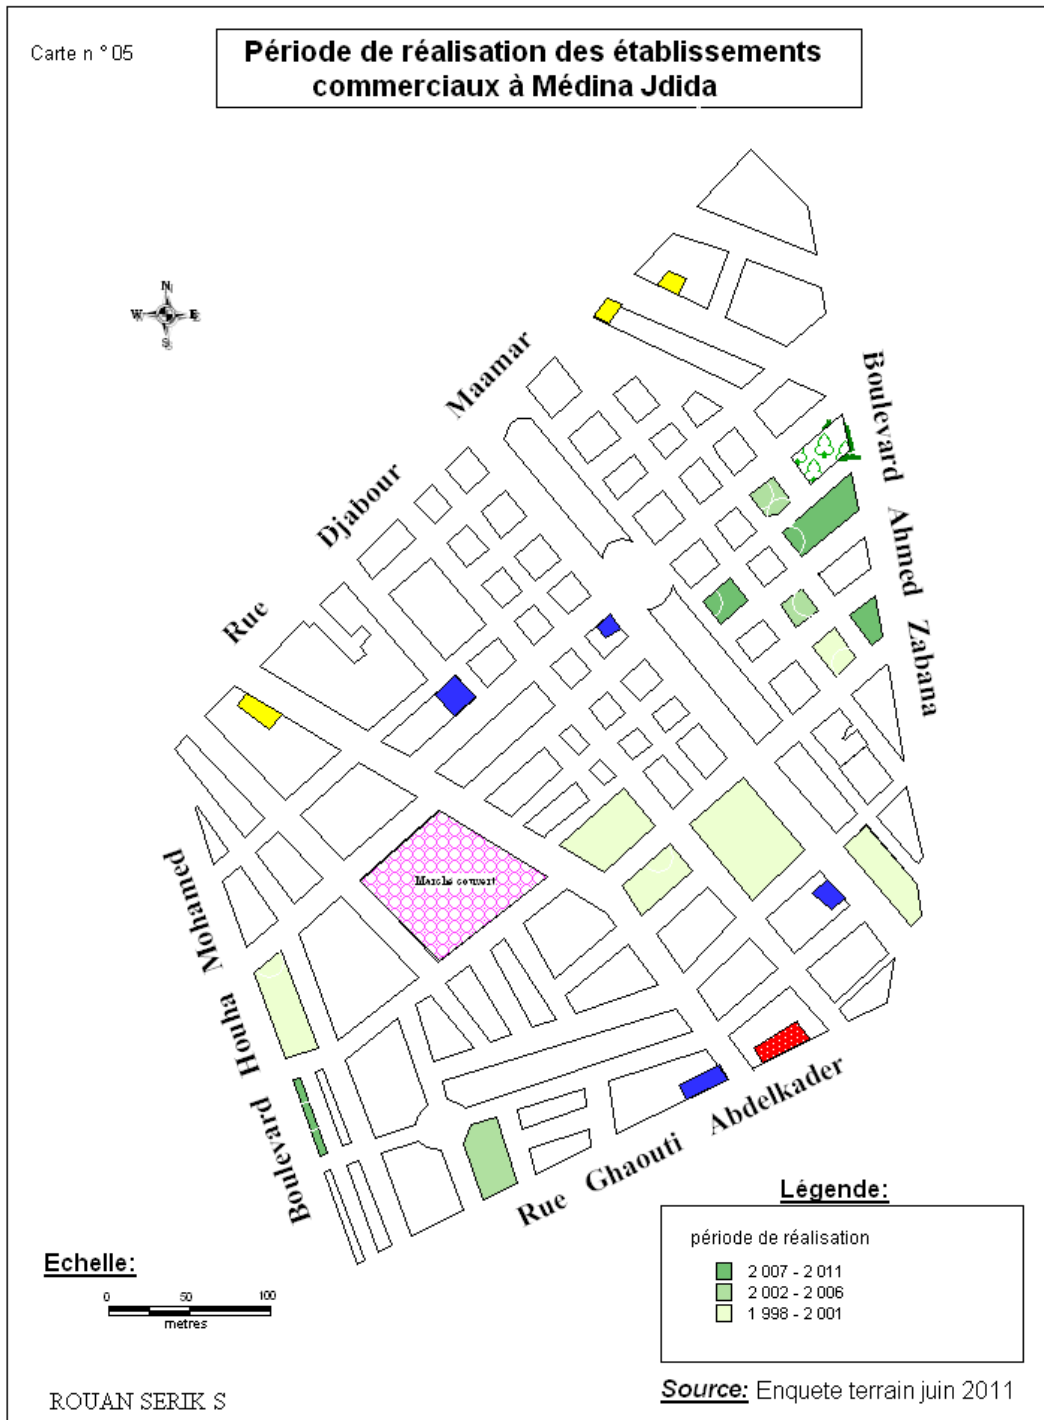 Carte n ° 05
Période de réalisation des établissements
commerciaux à Médina Jdida
N
W E
S
Rue Djabour Maamar
Boulevard Ahmed Zabana
Marche couvert
Boulevard Houha Mohamed
Rue Ghaouti Abdelkader
Echelle:
0 50 100
metres
Légende:
période de réalisation
2 007 - 2 011
2 002 - 2 006
1 998 - 2 001
ROUAN SERIK S
Source: Enquete terrain juin 2011